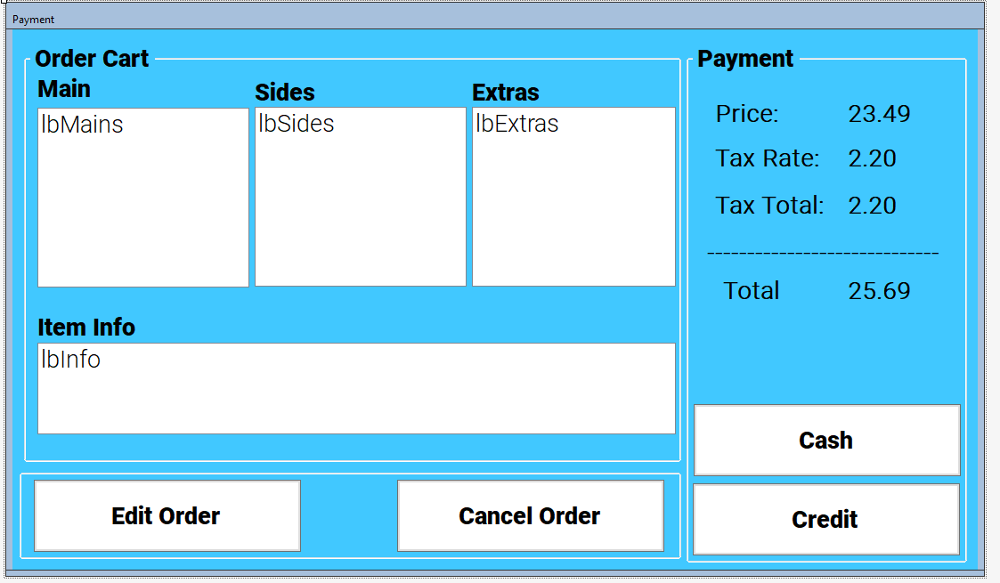 Payment
Order Cart
Main
Sides
Extras
lbMains
lbSides
lbExtras
Item Info
lbInfo
Edit Order
Cancel Order
Payment
Price: 23.49
Tax Rate: 2.20
Tax Total: 2.20
-----------------------------
Total 25.69
Cash
Credit